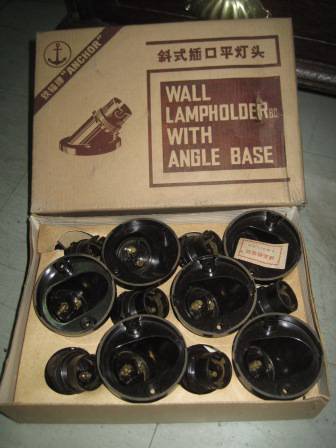 "ANCHOR"
斜式插口平灯头
WALL
LAMPHOLDER
WITH
ANGLE BASE